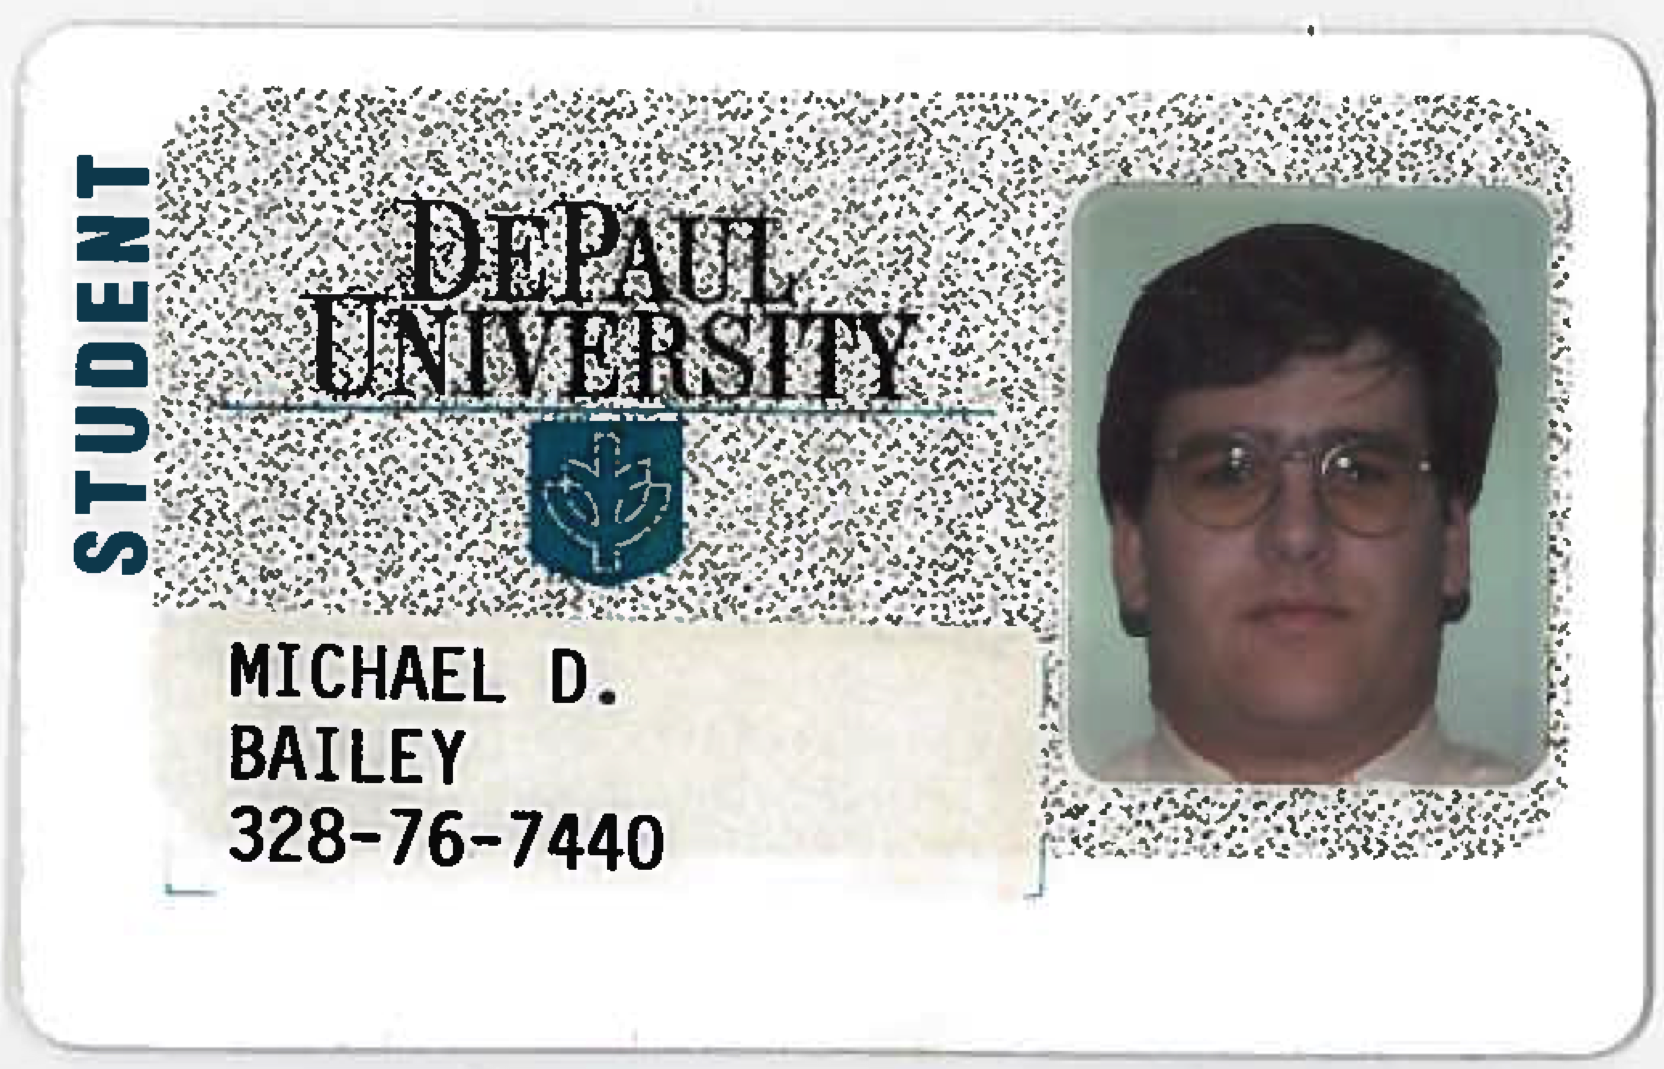 STUDENT
DEPAUL
UNIVERSITY
MICHAEL D.
BAILEY
328-76-7440